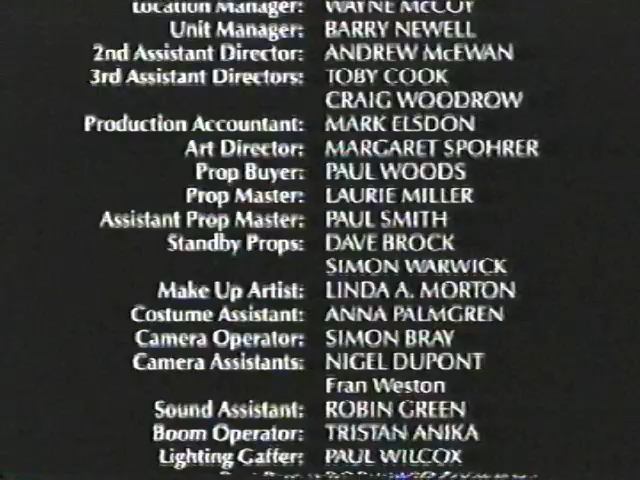 Location Manager: WAYNE McCOY
Unit Manager: BARRY NEWELL
2nd Assistant Director: ANDREW McEWAN
3rd Assistant Directors: TOBY COOK
CRAIG WOODROW
Production Accountant: MARK ELSDON
Art Director: MARGARET SPOHRER
Prop Buyer: PAUL WOODS
Prop Master: LAURIE MILLER
Assistant Prop Master: PAUL SMITH
Standby Props: DAVE BROCK
SIMON WARWICK
Make Up Artist: LINDA A. MORTON
Costume Assistant: ANNA PALMGREN
Camera Operator: SIMON BRAY
Camera Assistants: NIGEL DUPONT
Fran Weston
Sound Assistant: ROBIN GREEN
Boom Operator: TRISTAN ANIKA
Lighting Gaffer: PAUL WILCOX